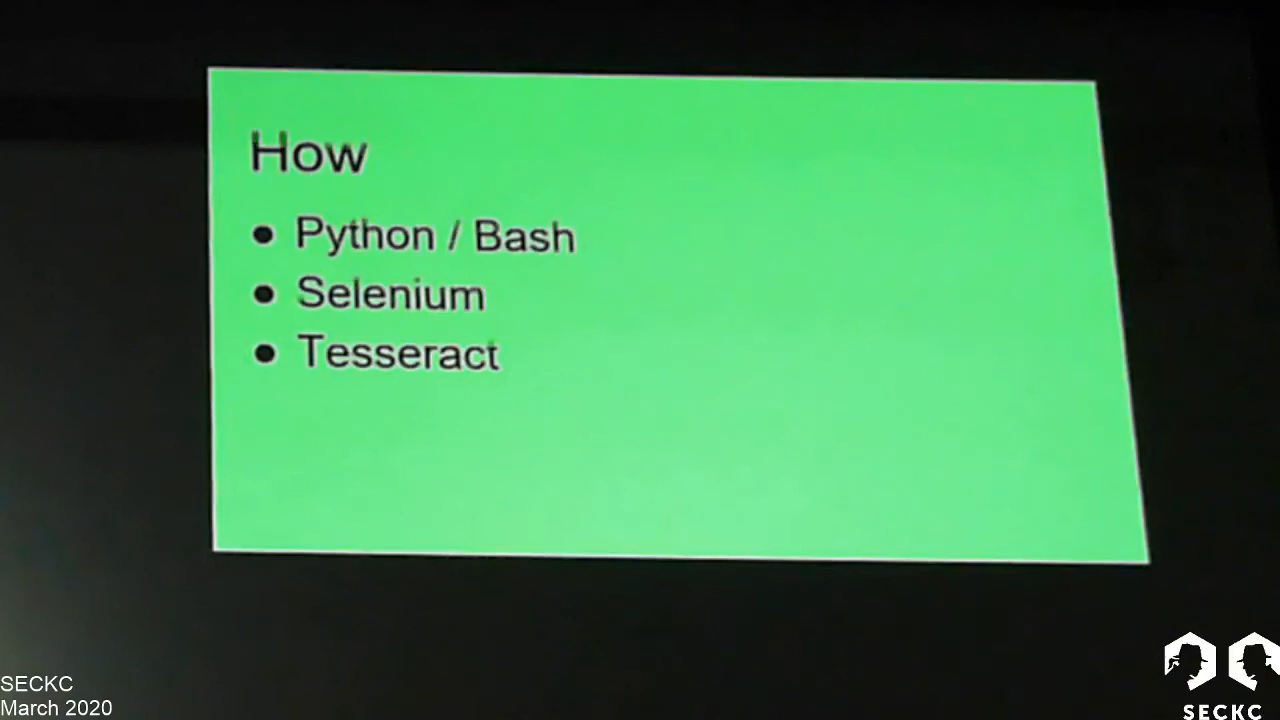 How
● Python / Bash
● Selenium
● Tesseract
SECKC
March 2020
SECKC